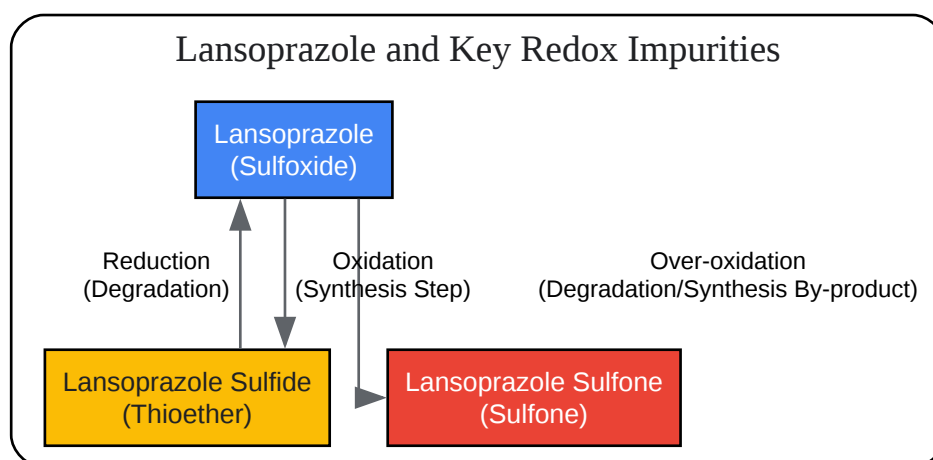 Lansoprazole and Key Redox Impurities
Lansoprazole
(Sulfoxide)
Reduction
(Degradation)
Oxidation
(Synthesis Step)
Over-oxidation
(Degradation/Synthesis By-product)
Lansoprazole Sulfide
(Thioether)
Lansoprazole Sulfone
(Sulfone)